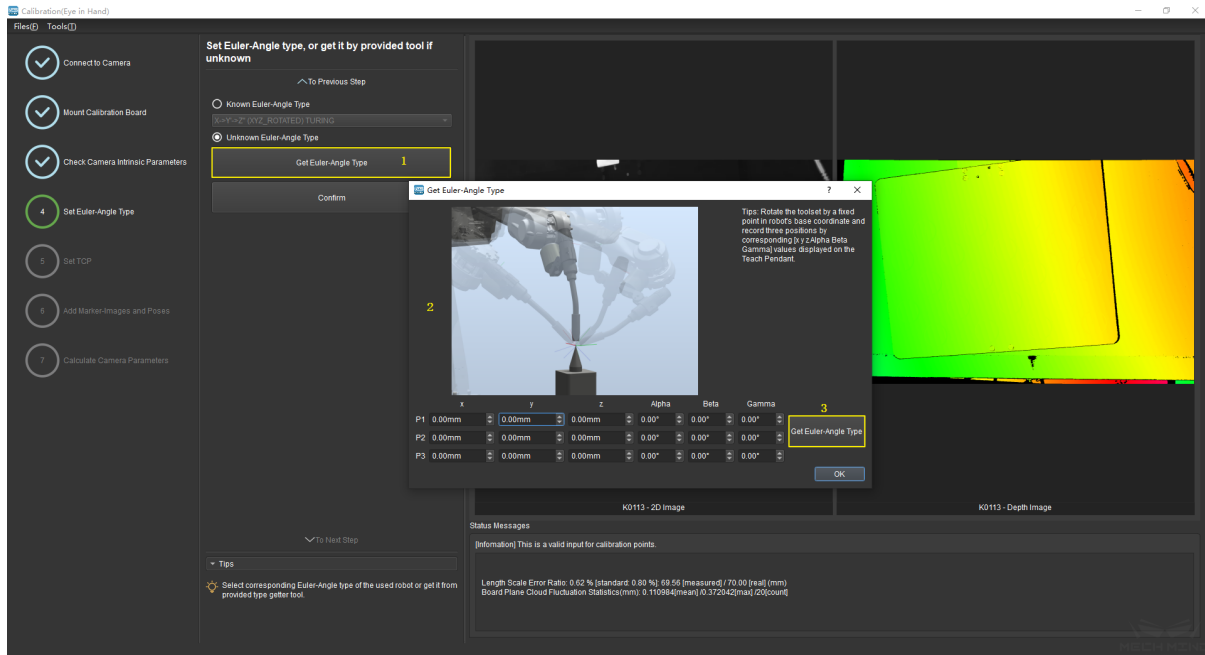 Calibration(Eye in Hand)
Files(F) Tools(T)
Connect to Camera
Mount Calibration Board
Check Camera Intrinsic Parameters
4 Set Euler-Angle Type
5 Set TCP
6 Add Marker-Images and Poses
7 Calculate Camera Parameters
Set Euler-Angle type, or get it by provided tool if
unknown
To Previous Step
Known Euler-Angle Type
X->Y'->Z'' (XYZ_ROTATED) TURING
Unknown Euler-Angle Type
Get Euler-Angle Type 1
Confirm
To Next Step
Tips
Select corresponding Euler-Angle type of the used robot or get it from
provided type getter tool.
Get Euler-Angle Type ?
2
Tips: Rotate the toolset by a fixed
point in robot's base coordinate and
record three positions by
corresponding [x y z Alpha Beta
Gamma] values displayed on the
Teach Pendant.
x y z Alpha Beta Gamma
P1 0.00mm 0.00mm 0.00mm 0.00° 0.00° 0.00°
P2 0.00mm 0.00mm 0.00mm 0.00° 0.00° 0.00°
P3 0.00mm 0.00mm 0.00mm 0.00° 0.00° 0.00°
3
Get Euler-Angle Type
OK
K0113 - 2D Image
K0113 - Depth Image
Status Messages
[Infomation] This is a valid input for calibration points.
Length Scale Error Ratio: 0.62 % [standard: 0.80 %]: 69.56 [measured] / 70.00 [real] (mm)
Board Plane Cloud Fluctuation Statistics(mm): 0.110984[mean] /0.372042[max] /20[count]
MECH MIND